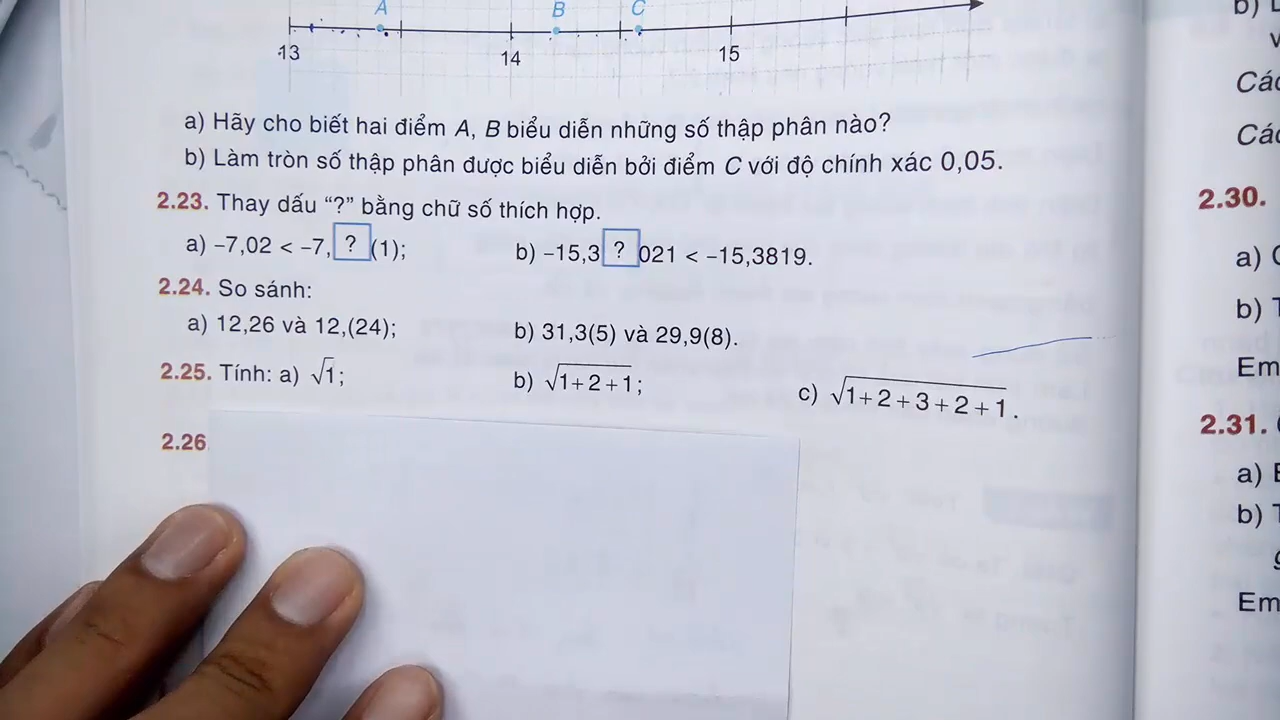 A B C
13 14 15
a) Hãy cho biết hai điểm A, B biểu diễn những số thập phân nào?
b) Làm tròn số thập phân được biểu diễn bởi điểm C với độ chính xác 0,05.
2.23. Thay dấu “?” bằng chữ số thích hợp.
a) –7,02 < –7, ? (1); b) –15,3 ? 021 < –15,3819.
2.24. So sánh:
a) 12,26 và 12,(24); b) 31,3(5) và 29,9(8).
2.25. Tính: a) √1; b) √1+2+1; c) √1+2+3+2+1.
2.26
b)
Các
Các
2.30.
a)
b)
Em
2.31.
a)
b)
Em